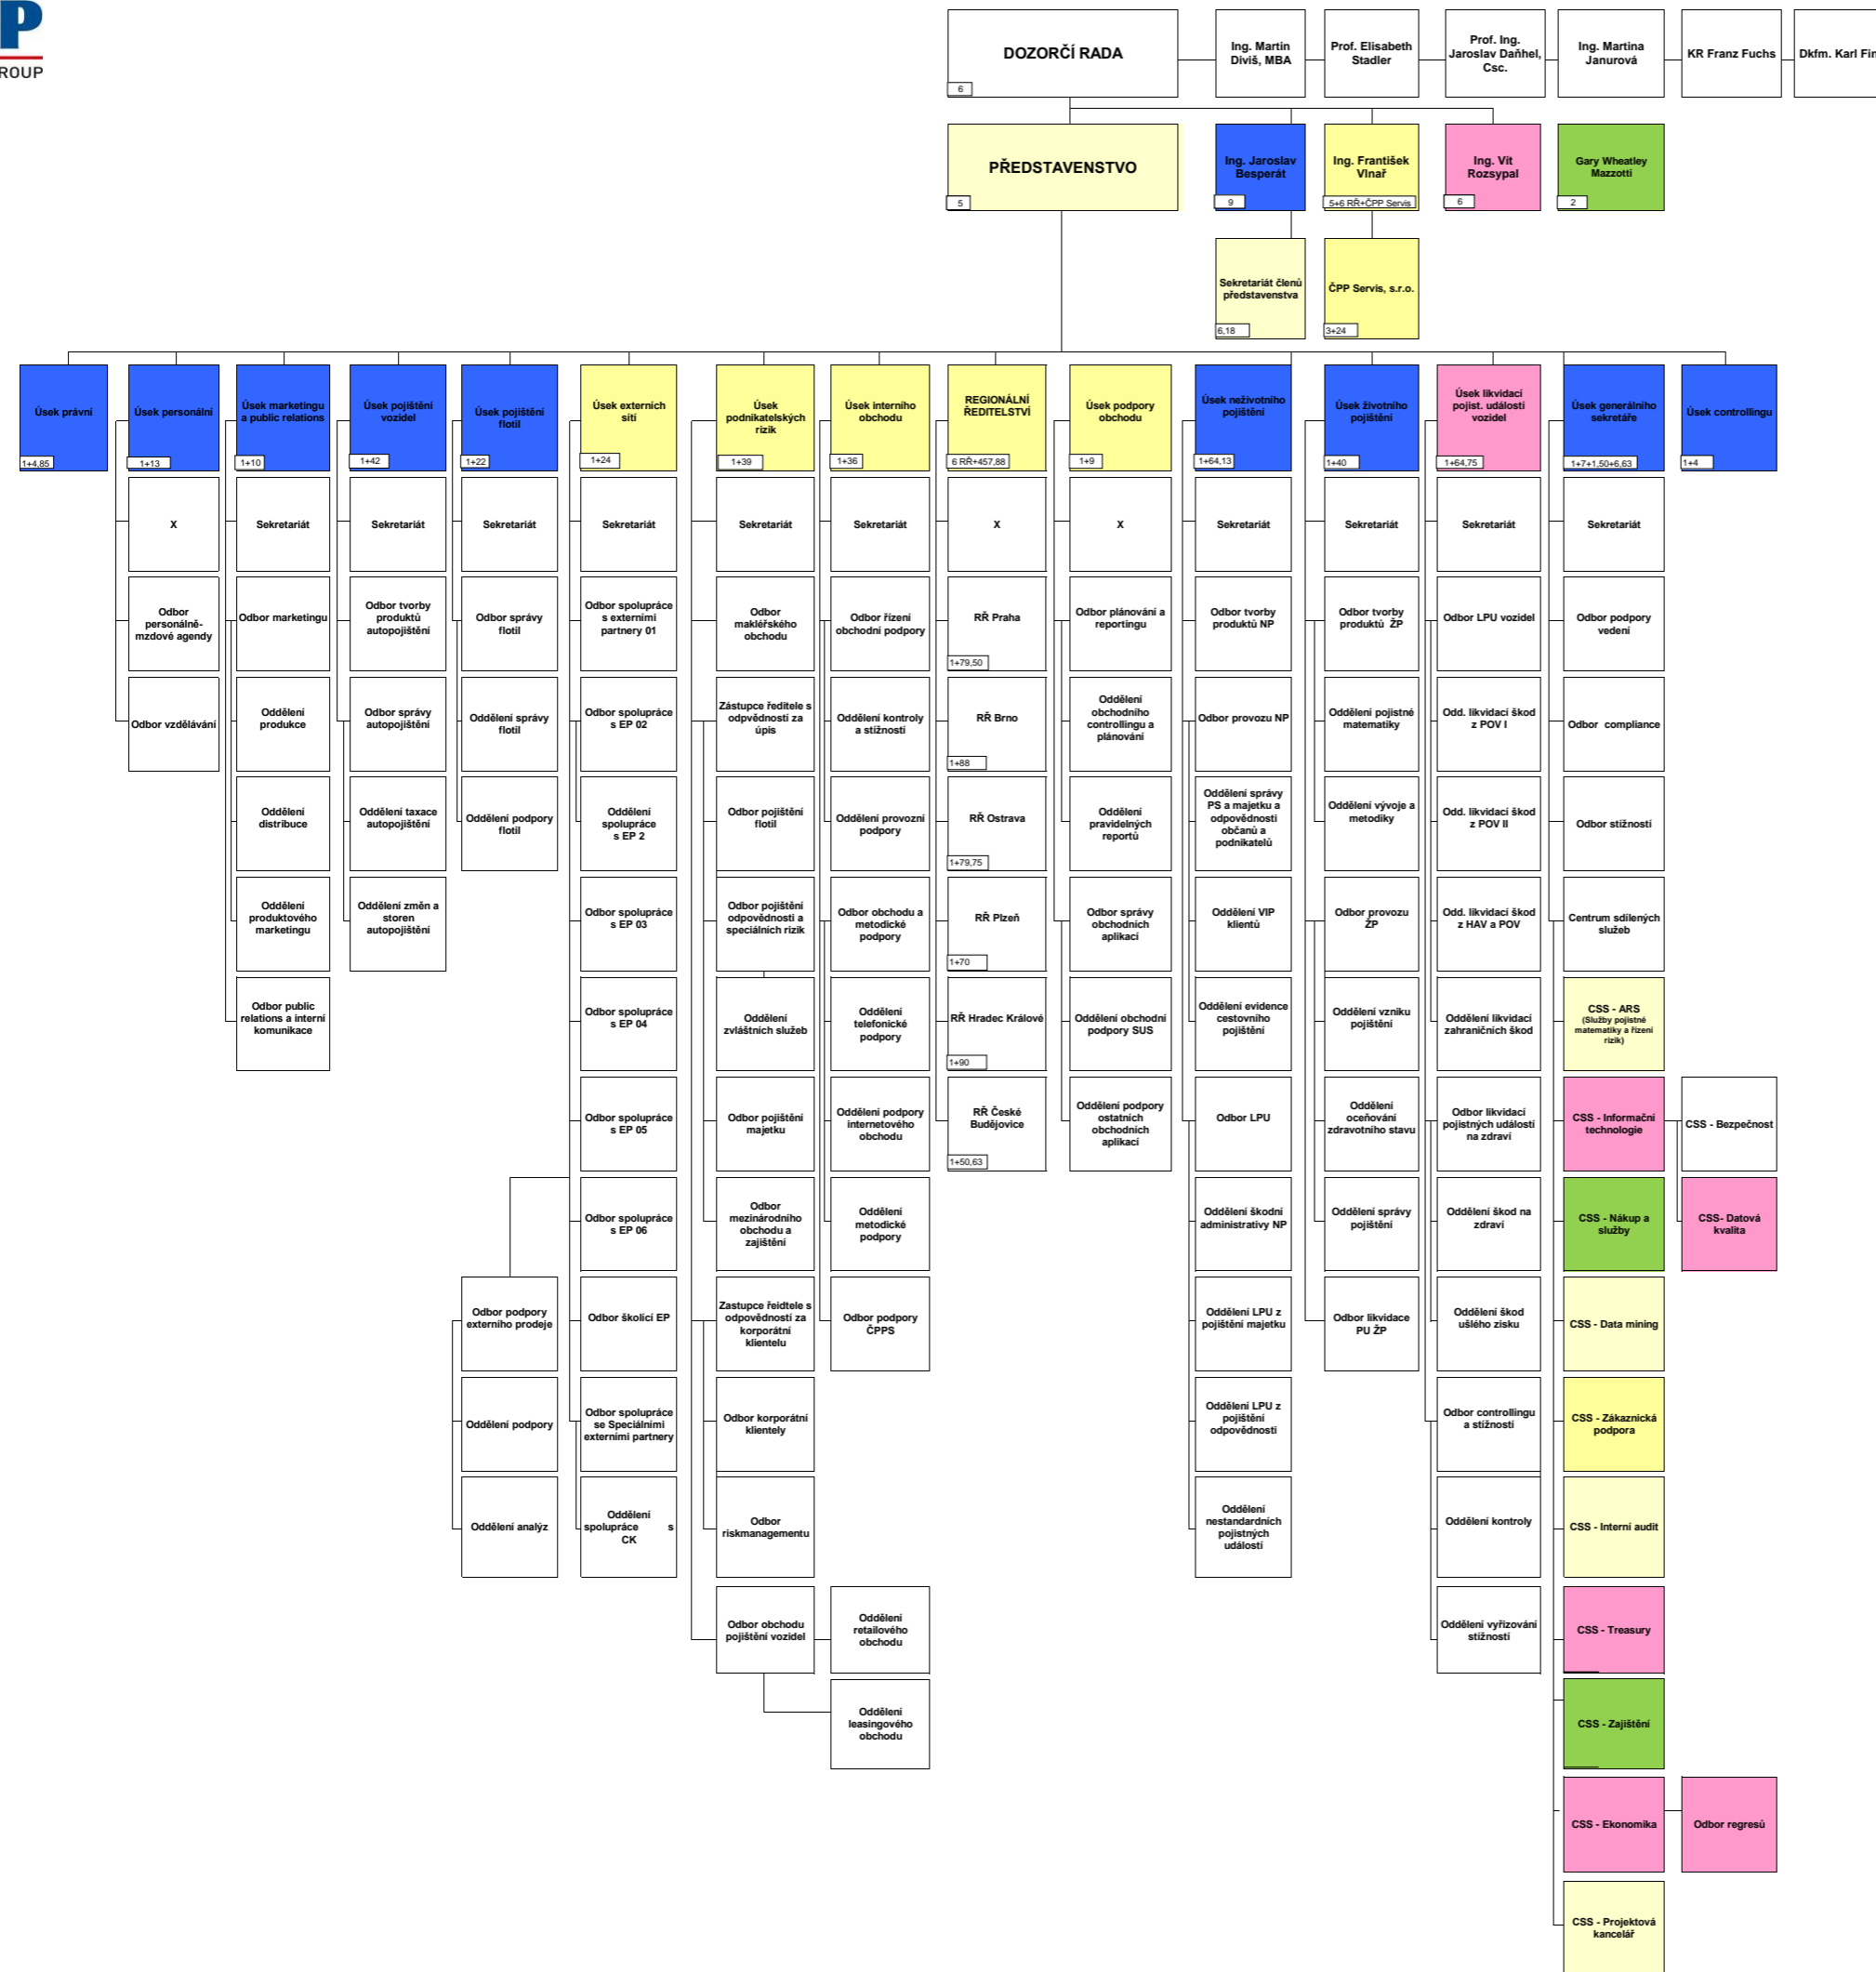 P
ROUP
DOZORČÍ RADA
6
Ing. Martin
Diviš, MBA
Prof. Elisabeth
Stadler
Prof. Ing.
Jaroslav Daňhel,
Csc.
Ing. Martina
Janurová
KR Franz Fuchs
Dkfm. Karl Fin
PŘEDSTAVENSTVO
5
Ing. Jaroslav
Besperát
9
Ing. František
Vlnař
5+6 RŘ+ČPP Servis
Ing. Vít
Rozsypal
6
Gary Wheatley
Mazzotti
2
Sekretariát členů
představenstva
6,18
ČPP Servis, s.r.o.
3+24
Úsek právní
1+4,85
Úsek personální
1+13
Úsek marketingu
a public relations
1+10
Úsek pojištění
vozidel
1+42
Úsek pojištění
flotil
1+22
Úsek externích
sítí
1+24
Úsek
podnikatelských
rizik
1+39
Úsek interního
obchodu
1+36
REGIONÁLNÍ
ŘEDITELSTVÍ
6 RŘ+457,88
Úsek podpory
obchodu
1+9
Úsek neživotního
pojištění
1+64,13
Úsek životního
pojištění
1+40
Úsek likvidací
pojist. událostí
vozidel
1+64,75
Úsek generálního
sekretáře
1+7+1,50+6,63
Úsek controllingu
1+4
X
Sekretariát
Sekretariát
Sekretariát
Sekretariát
Sekretariát
Sekretariát
X
X
Sekretariát
Sekretariát
Sekretariát
Sekretariát
Odbor
personálně-
mzdové agendy
Odbor marketingu
Odbor tvorby
produktů
autopojištění
Odbor správy
flotil
Odbor spolupráce
s externími
partnery 01
Odbor
makléřského
obchodu
Odbor řízení
obchodní podpory
RŘ Praha
1+79,50
Odbor plánování a
reportingu
Odbor tvorby
produktů NP
Odbor tvorby
produktů ŽP
Odbor LPU vozidel
Odbor podpory
vedení
Odbor vzdělávání
Oddělení
produkce
Odbor správy
autopojištění
Oddělení správy
flotil
Odbor spolupráce
s EP 02
Zástupce ředitele s
odpvědností za
úpis
Oddělení kontroly
a stížností
RŘ Brno
1+88
Oddělení
obchodního
controllingu a
plánování
Odbor provozu NP
Oddělení pojistné
matematiky
Odd. likvidací škod
z POV I
Odbor compliance
Oddělení
distribuce
Oddělení taxace
autopojištění
Oddělení podpory
flotil
Oddělení
spolupráce
s EP 2
Odbor pojištění
flotil
Oddělení provozní
podpory
RŘ Ostrava
1+79,75
Oddělení
pravidelných
reportů
Oddělení správy
PS a majetku a
odpovědnosti
občanů a
podnikatelů
Oddělení vývoje a
metodiky
Odd. likvidací škod
z POV II
Odbor stížností
Oddělení
produktového
marketingu
Oddělení změn a
storen
autopojištění
Odbor spolupráce
s EP 03
Odbor pojištění
odpovědnosti a
speciálních rizik
Odbor obchodu a
metodické
podpory
RŘ Plzeň
1+70
Odbor správy
obchodních
aplikací
Oddělení VIP
klientů
Odbor provozu
ŽP
Odd. likvidací škod
z HAV a POV
Centrum sdílených
služeb
Odbor public
relations a interní
komunikace
Odbor spolupráce
s EP 04
Oddělení
zvláštních služeb
Oddělení
telefonické
podpory
RŘ Hradec Králové
1+90
Oddělení obchodní
podpory SUS
Oddělení evidence
cestovního
pojištění
Oddělení vzniku
pojištění
Oddělení likvidací
zahraničních škod
CSS - ARS
(Služby pojistné
matematiky a řízení
rizik)
Odbor spolupráce
s EP 05
Odbor pojištění
majetku
Oddělení podpory
internetového
obchodu
RŘ České
Budějovice
1+50,63
Oddělení podpory
ostatních
obchodních
aplikací
Odbor LPU
Oddělení
oceňování
zdravotního stavu
Odbor likvidací
pojistných událostí
na zdraví
CSS - Informační
technologie
CSS - Bezpečnost
Odbor spolupráce
s EP 06
Odbor
mezinárodního
obchodu a
zajištění
Oddělení
metodické
podpory
Oddělení škodní
administrativy NP
Oddělení správy
pojištění
Oddělení škod na
zdraví
CSS - Nákup a
služby
CSS- Datová
kvalita
Odbor podpory
externího prodeje
Odbor školící EP
Zastupce řeidtele s
odpovědností za
korporátní
klientelu
Odbor podpory
ČPPS
Oddělení LPU z
pojištění majetku
Odbor likvidace
PU ŽP
Oddělení škod
ušlého zisku
CSS - Data mining
Oddělení podpory
Odbor spolupráce
se Speciálními
externími partnery
Odbor korporátní
klientely
Oddělení LPU z
pojištění
odpovědnosti
Odbor controllingu
a stížností
CSS - Zákaznická
podpora
Oddělení analýz
Oddělení
spolupráce s
CK
Odbor
riskmanagementu
Oddělení
nestandardních
pojistných
událostí
Oddělení kontroly
CSS - Interní audit
Odbor obchodu
pojištění vozidel
Oddělení
retailového
obchodu
Oddělení vyřizování
stížností
CSS - Treasury
Oddělení
leasingového
obchodu
CSS - Zajištění
CSS - Ekonomika
Odbor regresů
CSS - Projektová
kancelář